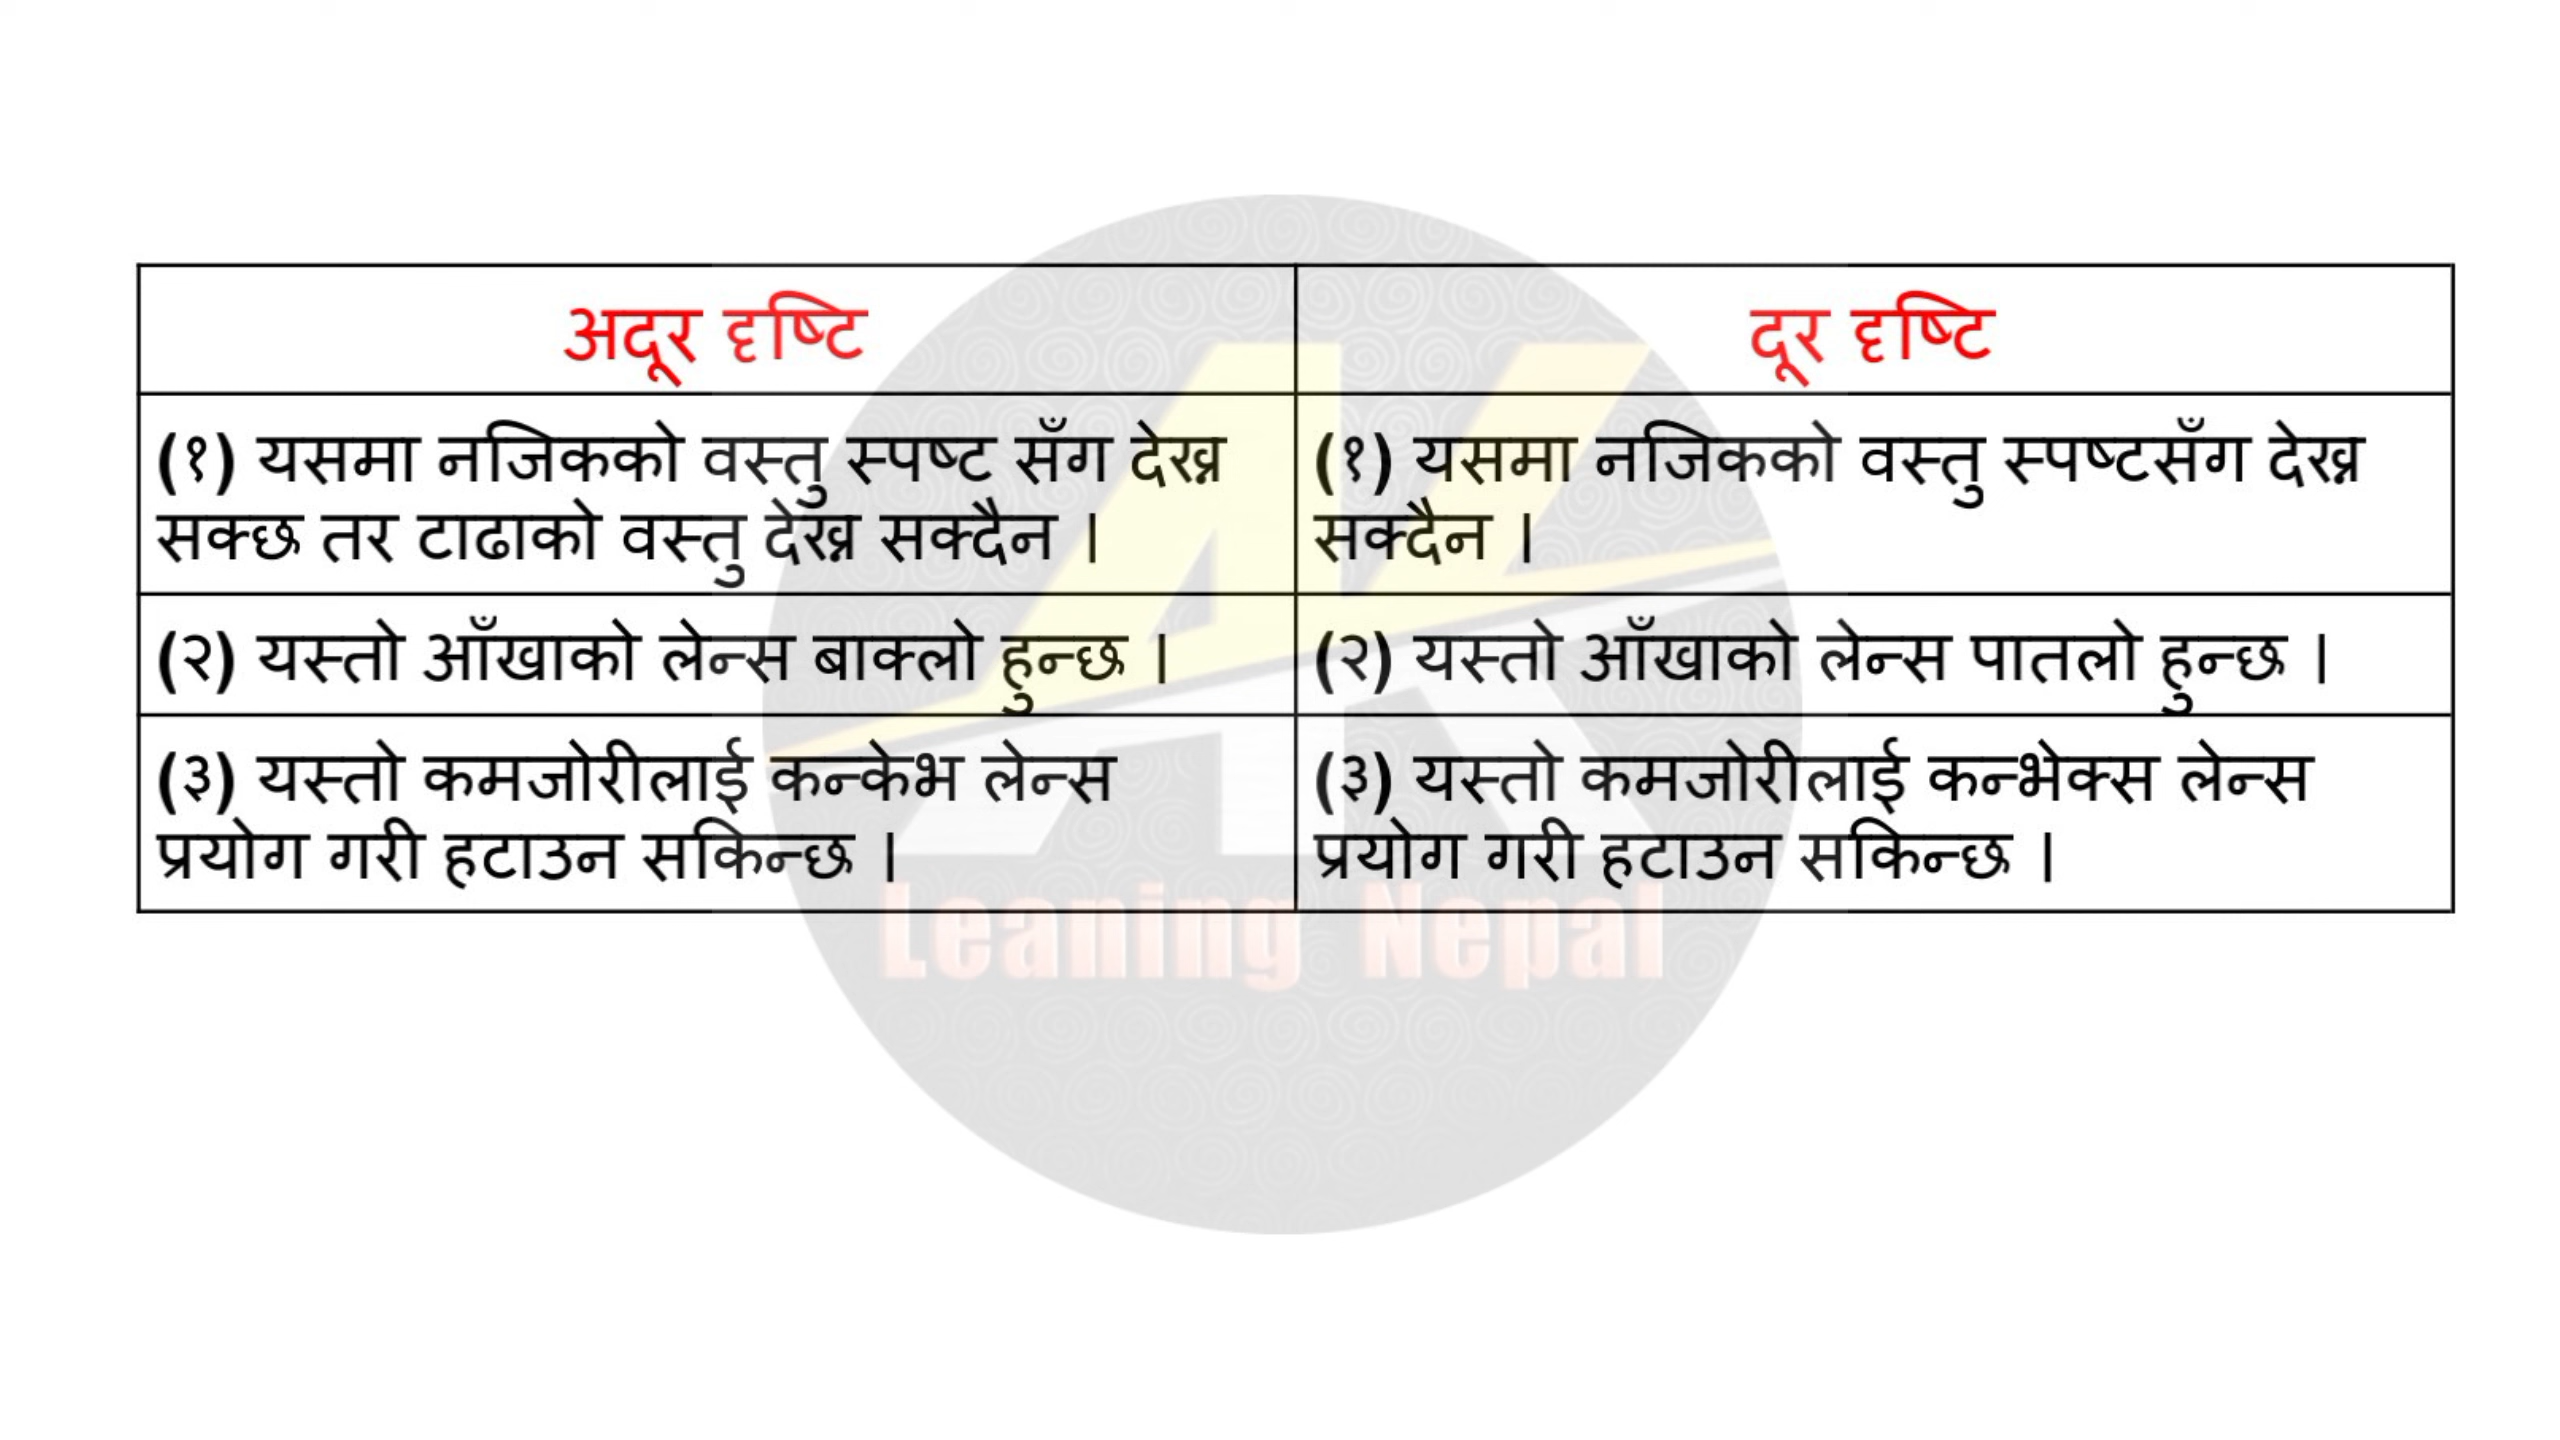 अदूर दृष्टि
दूर दृष्टि
(१) यसमा नजिकको वस्तु स्पष्ट सँग देख्न
सक्छ तर टाढाको वस्तु देख्न सक्दैन ।
(१) यसमा नजिकको वस्तु स्पष्टसँग देख्न
सक्दैन ।
(२) यस्तो आँखाको लेन्स बाक्लो हुन्छ ।
(२) यस्तो आँखाको लेन्स पातलो हुन्छ ।
(३) यस्तो कमजोरीलाई कन्केभ लेन्स
प्रयोग गरी हटाउन सकिन्छ ।
(३) यस्तो कमजोरीलाई कन्भेक्स लेन्स
प्रयोग गरी हटाउन सकिन्छ ।
AK
Leaning Nepal